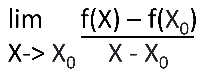 lim f(X) – f(X₀)
X-> X₀ X - X₀